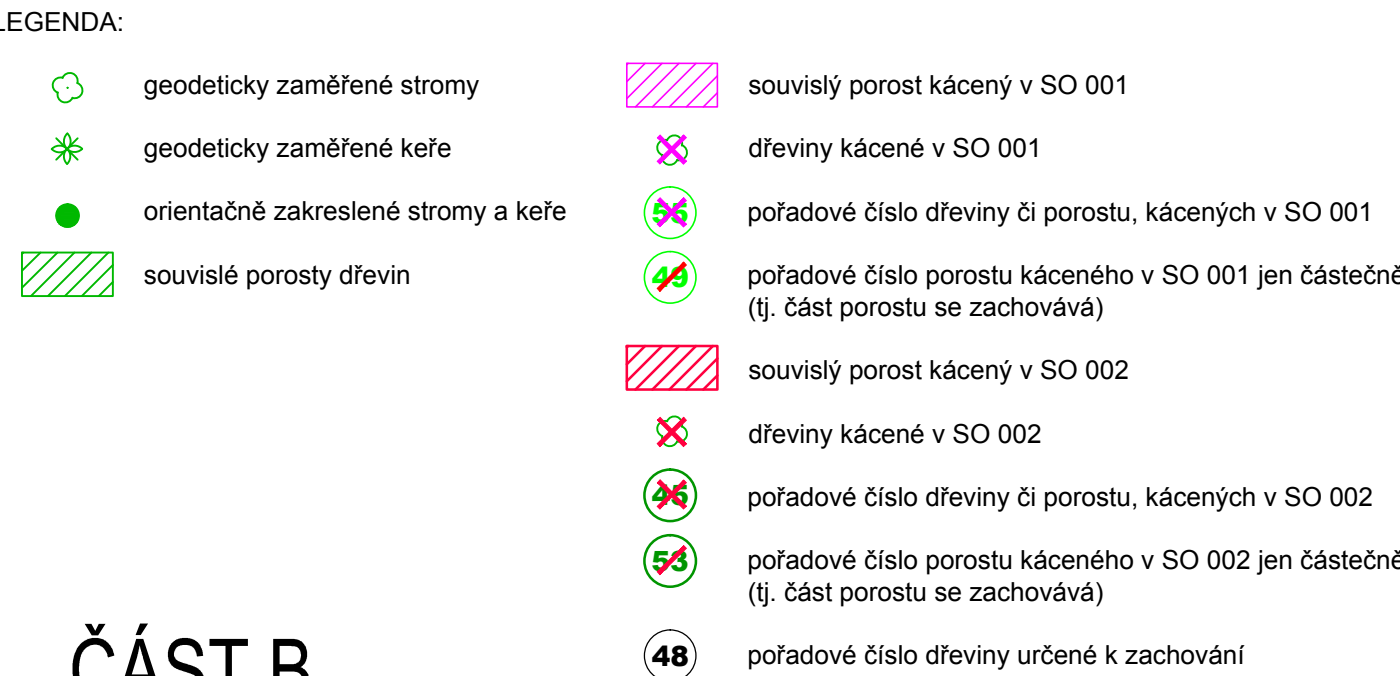 LEGENDA:
geodeticky zaměřené stromy
geodeticky zaměřené keře
orientačně zakreslené stromy a keře
souvislé porosty dřevin
souvislý porost kácený v SO 001
dřeviny kácené v SO 001
55 pořadové číslo dřeviny či porostu, kácených v SO 001
49 pořadové číslo porostu káceného v SO 001 jen částečně
(tj. část porostu se zachovává)
souvislý porost kácený v SO 002
dřeviny kácené v SO 002
45 pořadové číslo dřeviny či porostu, kácených v SO 002
53 pořadové číslo porostu káceného v SO 002 jen částečně
(tj. část porostu se zachovává)
48 pořadové číslo dřeviny určené k zachování
ČÁST B